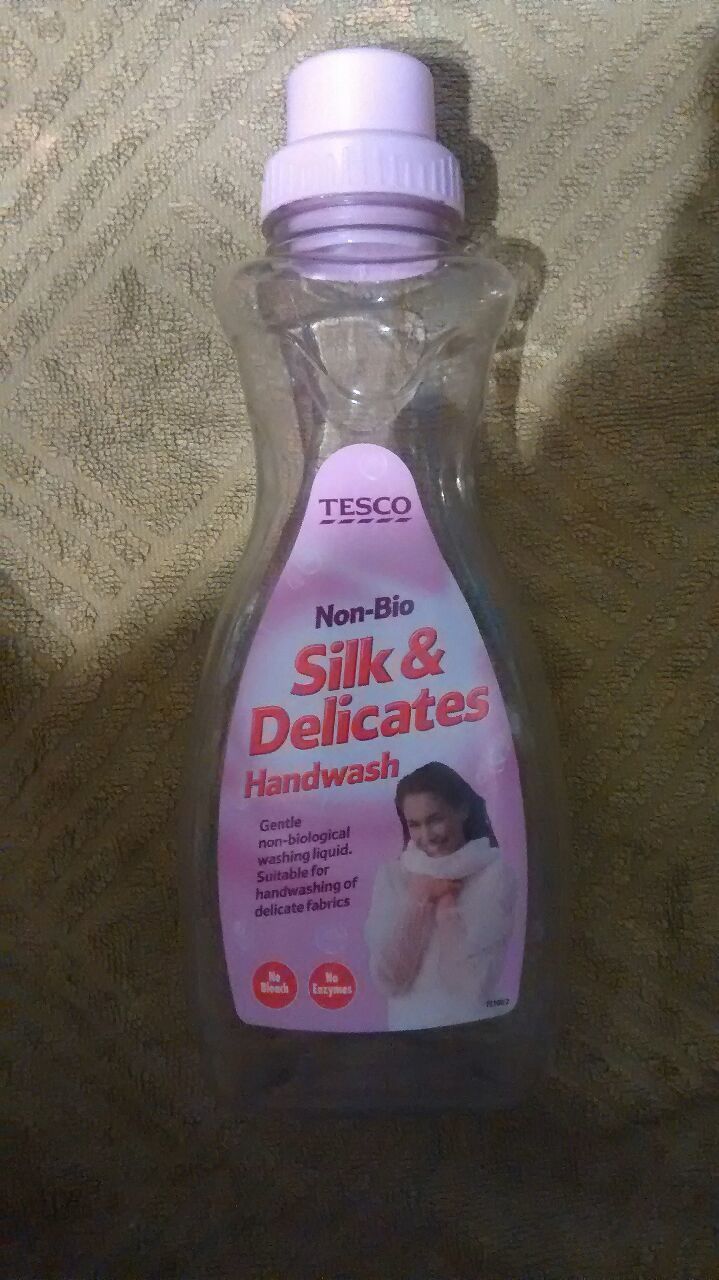 TESCO
Non-Bio
Silk &
Delicates
Handwash
Gentle
non-biological
washing liquid.
Suitable for
handwashing of
delicate fabrics
No
Bleach
No
Enzymes